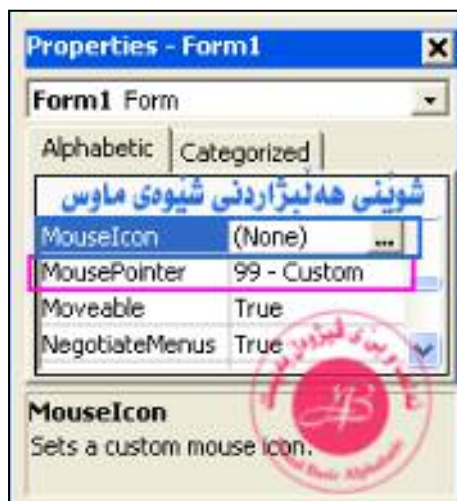 Properties - Form1
Form1 Form
Alphabetic Categorized
شوێنی هەڵبژاردنی شێوەی ماوس
MouseIcon (None) ...
MousePointer 99 - Custom
Moveable True
NegotiateMenus True
MouseIcon
Sets a custom mouse icon.